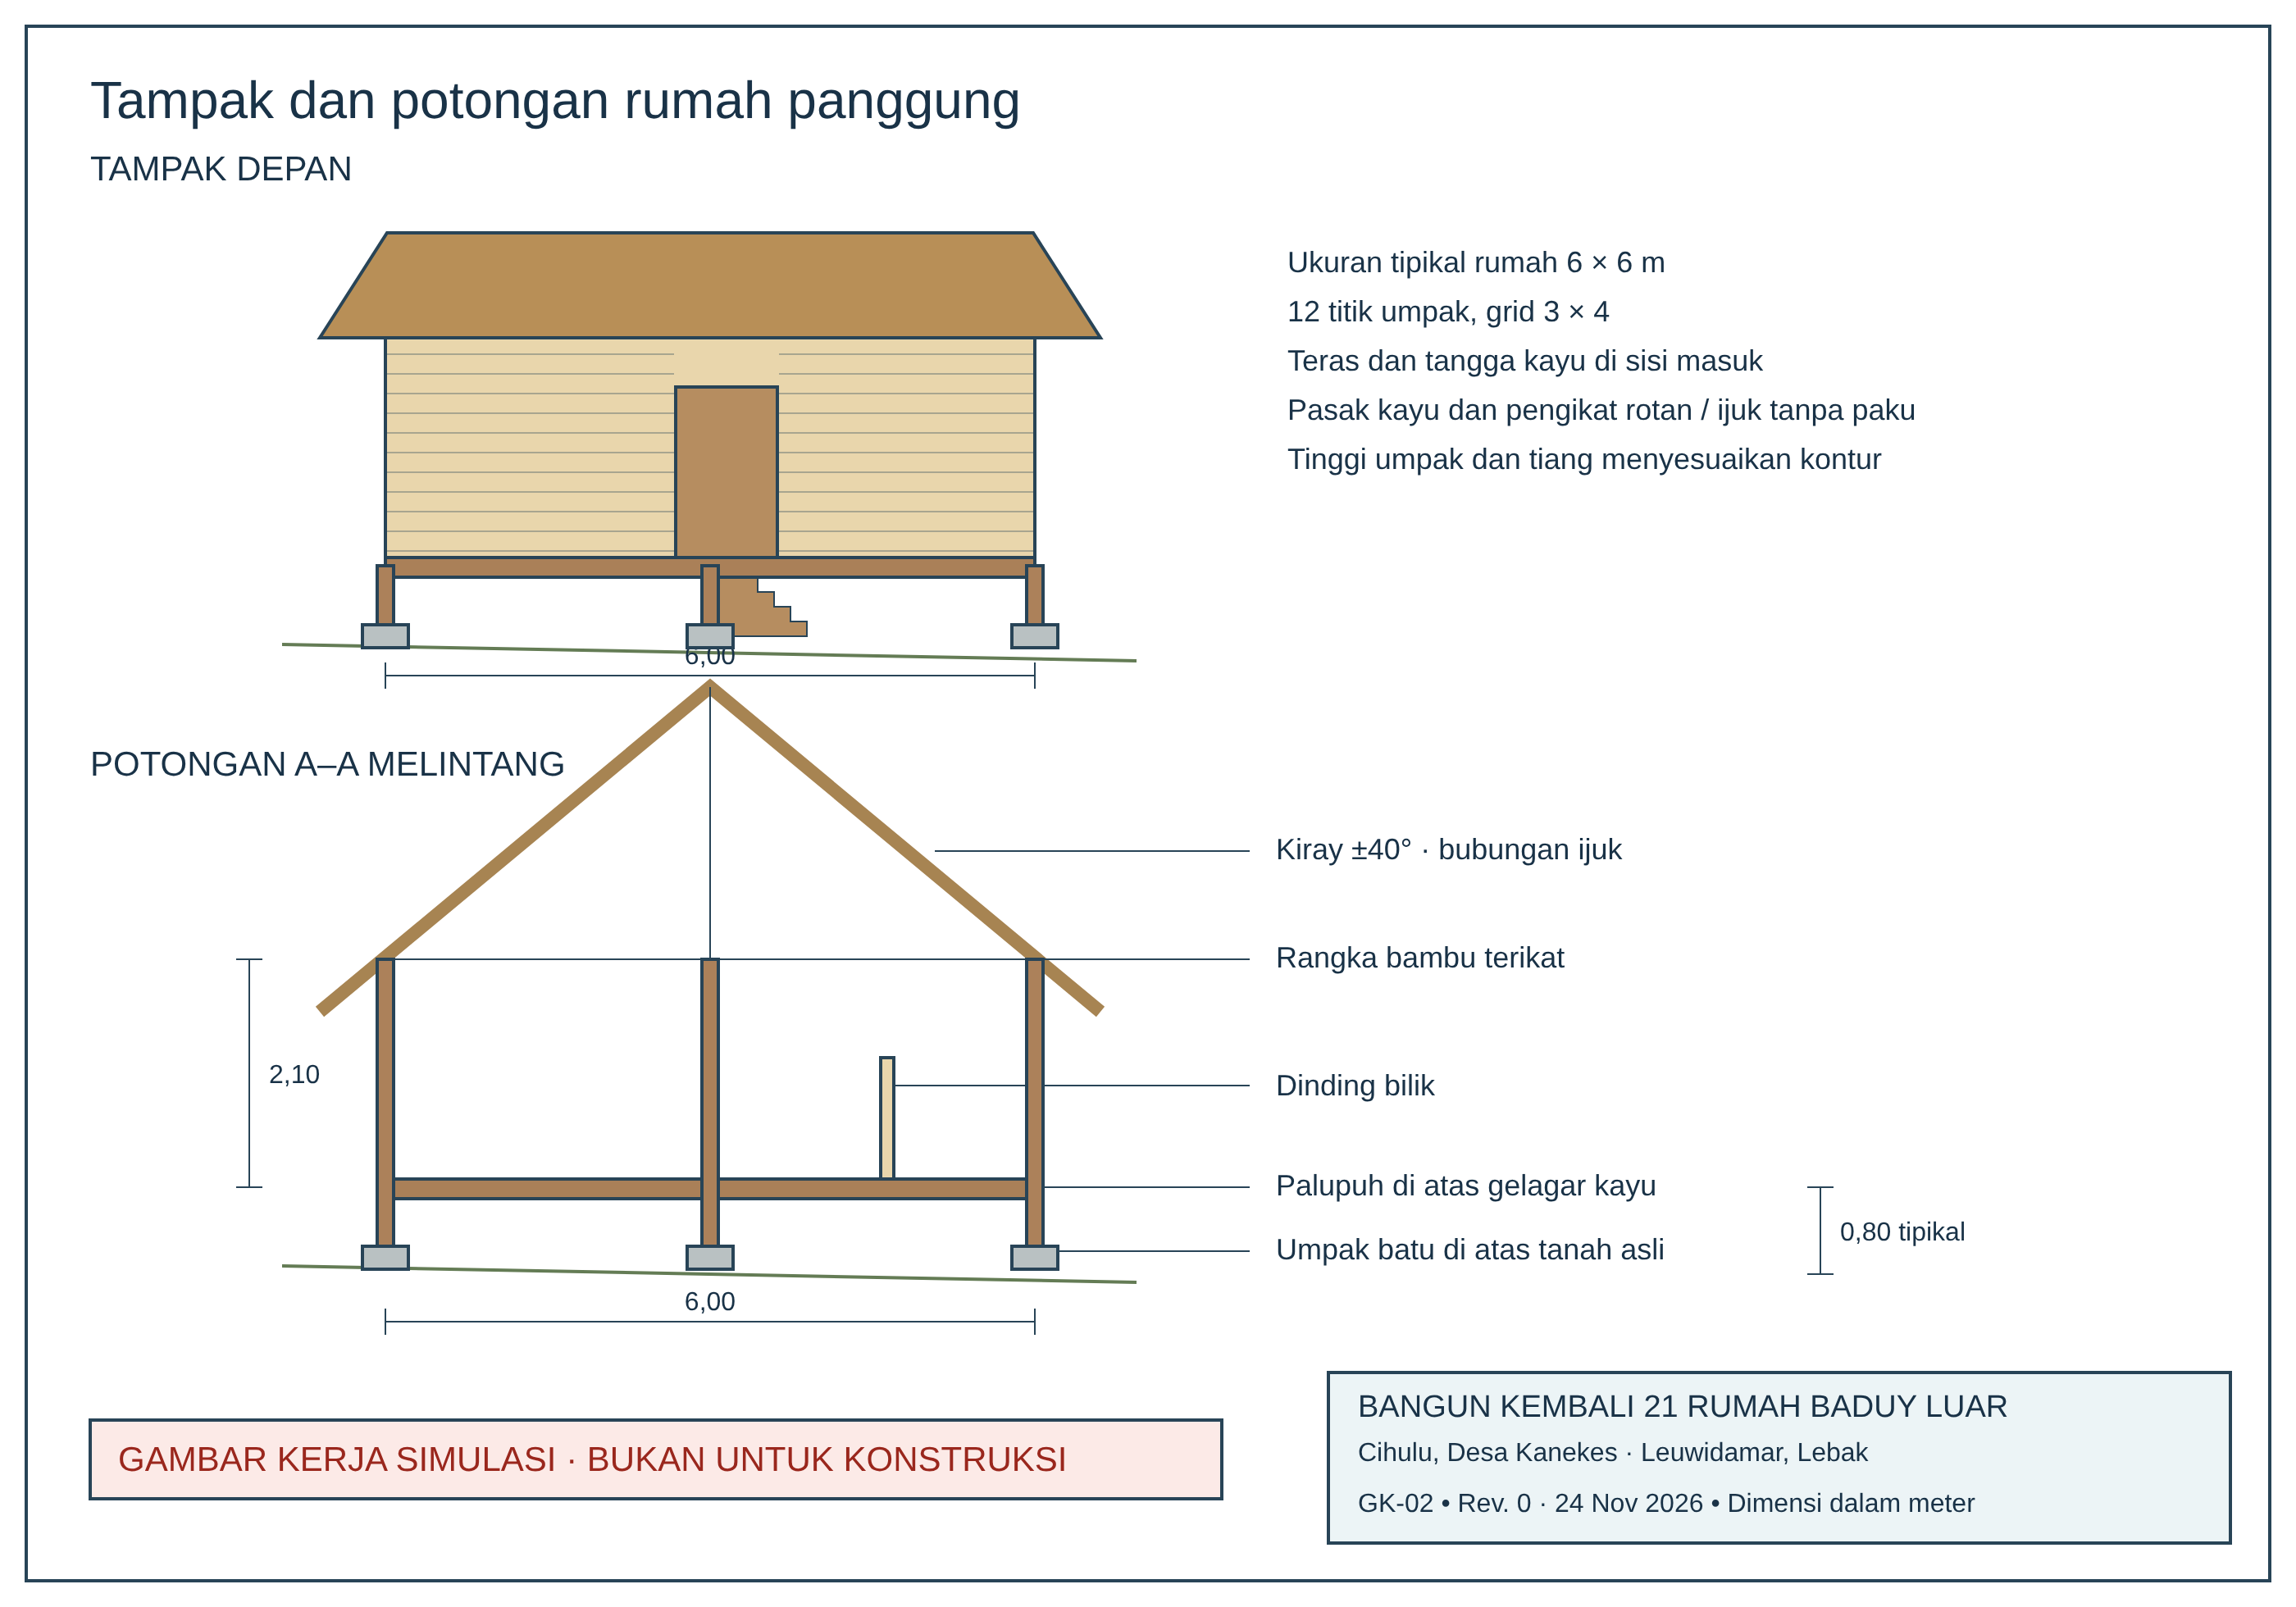 Tampak dan potongan rumah panggung
TAMPAK DEPAN
Ukuran tipikal rumah 6 × 6 m
12 titik umpak, grid 3 × 4
Teras dan tangga kayu di sisi masuk
Pasak kayu dan pengikat rotan / ijuk tanpa paku
Tinggi umpak dan tiang menyesuaikan kontur
6,00
POTONGAN A–A MELINTANG
Kiray ±40° · bubungan ijuk
Rangka bambu terikat
2,10
Dinding bilik
Palupuh di atas gelagar kayu
0,80 tipikal
Umpak batu di atas tanah asli
6,00
GAMBAR KERJA SIMULASI · BUKAN UNTUK KONSTRUKSI
BANGUN KEMBALI 21 RUMAH BADUY LUAR
Cihulu, Desa Kanekes · Leuwidamar, Lebak
GK-02 • Rev. 0 · 24 Nov 2026 • Dimensi dalam meter